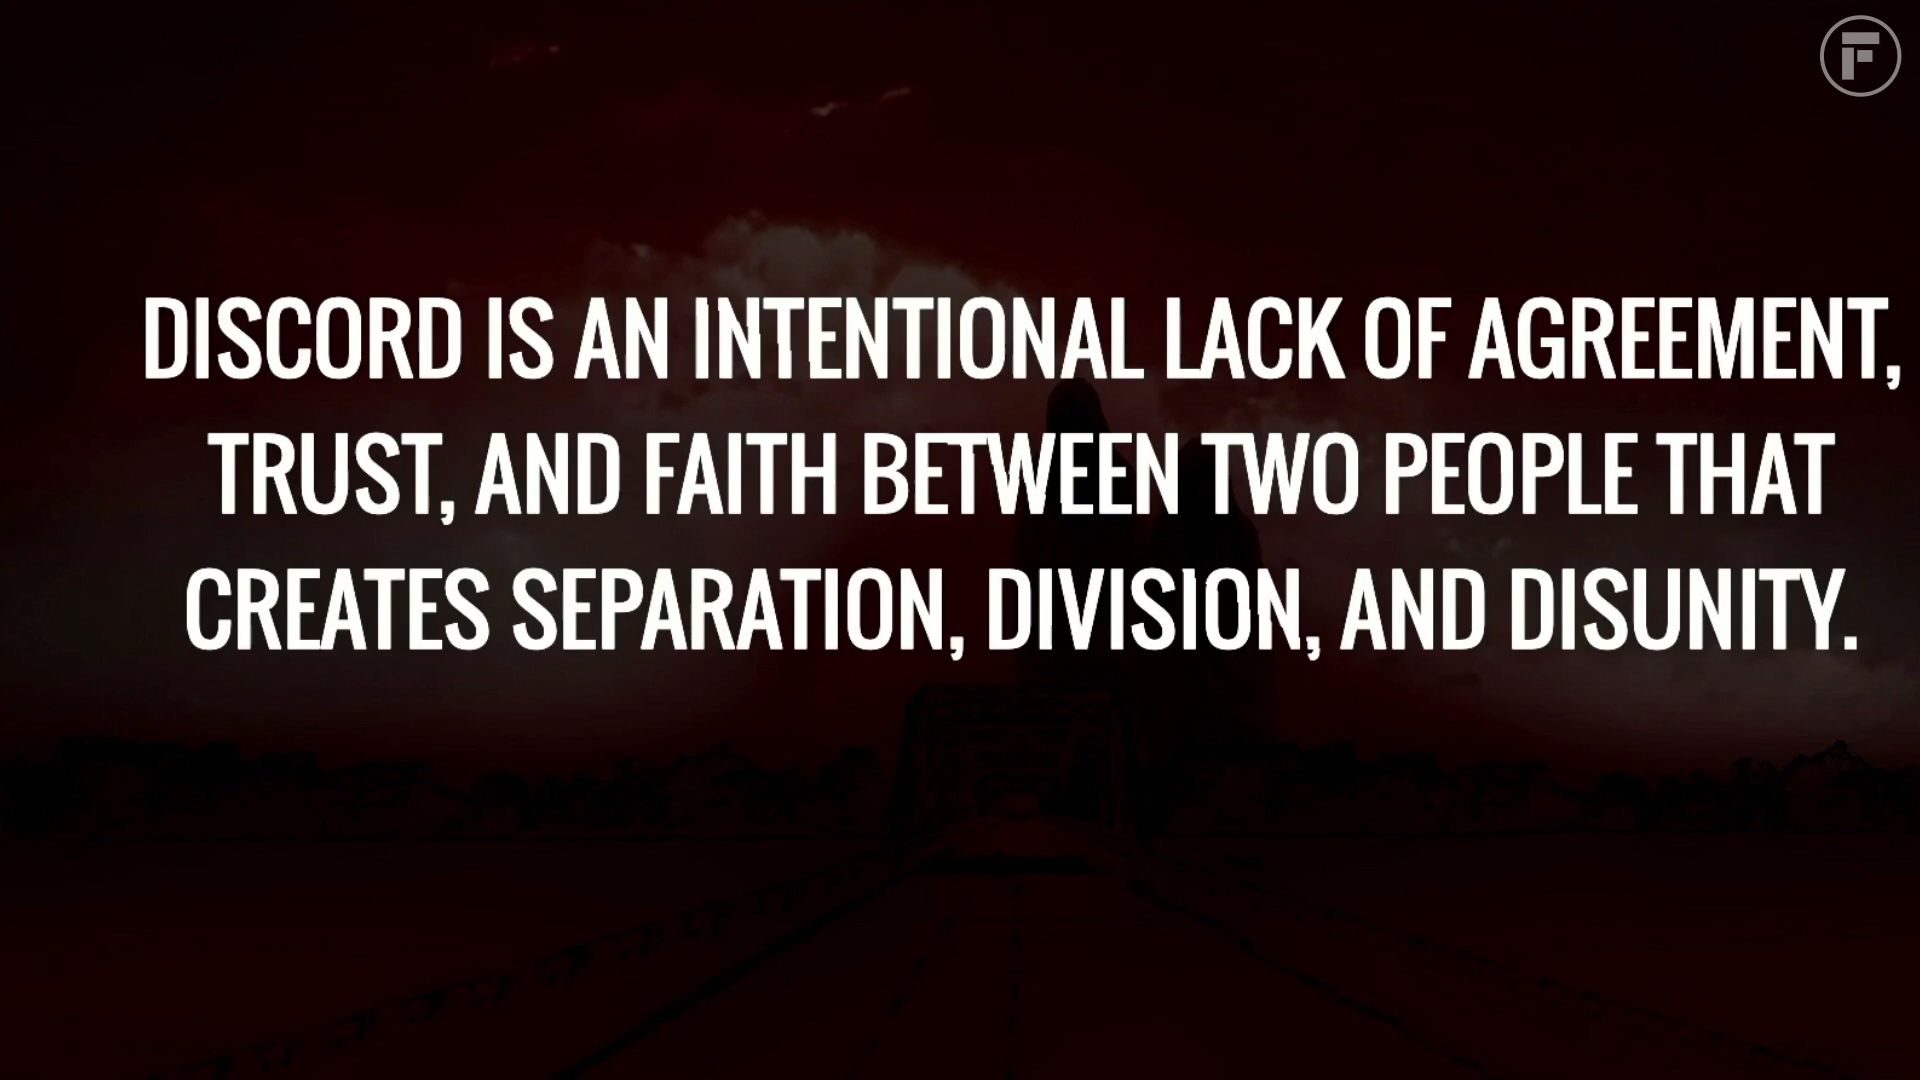 F
DISCORD IS AN INTENTIONAL LACK OF AGREEMENT,
TRUST, AND FAITH BETWEEN TWO PEOPLE THAT
CREATES SEPARATION, DIVISION, AND DISUNITY.